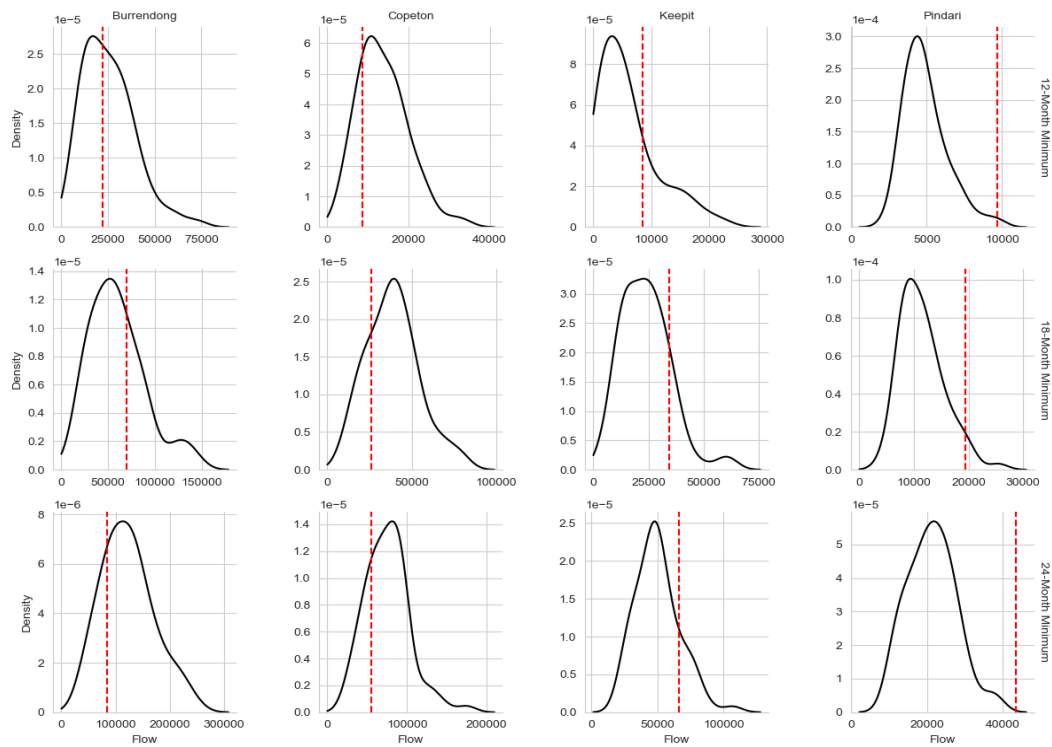 Burrendong
Copeton
Keepit
Pindari
1e−5
1e−5
1e−5
1e−4
2.5
2.0
1.5
1.0
0.5
0.0
Density
0 25000 50000 75000
6
5
4
3
2
1
0
0 20000 40000
8
6
4
2
0
0 10000 20000 30000
3.0
2.5
2.0
1.5
1.0
0.5
0.0
0 5000 10000
12-Month Minimum
1e−5
1e−5
1e−5
1e−4
1.4
1.2
1.0
0.8
0.6
0.4
0.2
0.0
Density
0 50000 100000 150000
2.5
2.0
1.5
1.0
0.5
0.0
0 50000 100000
3.0
2.5
2.0
1.5
1.0
0.5
0.0
0 25000 50000 75000
1.0
0.8
0.6
0.4
0.2
0.0
0 10000 20000 30000
18-Month Minimum
1e−6
1e−5
1e−5
1e−5
8
6
4
2
0
Density
0 100000 200000 300000
Flow
1.4
1.2
1.0
0.8
0.6
0.4
0.2
0.0
0 100000 200000
Flow
2.5
2.0
1.5
1.0
0.5
0.0
0 50000 100000
Flow
5
4
3
2
1
0
0 20000 40000
Flow
24-Month Minimum